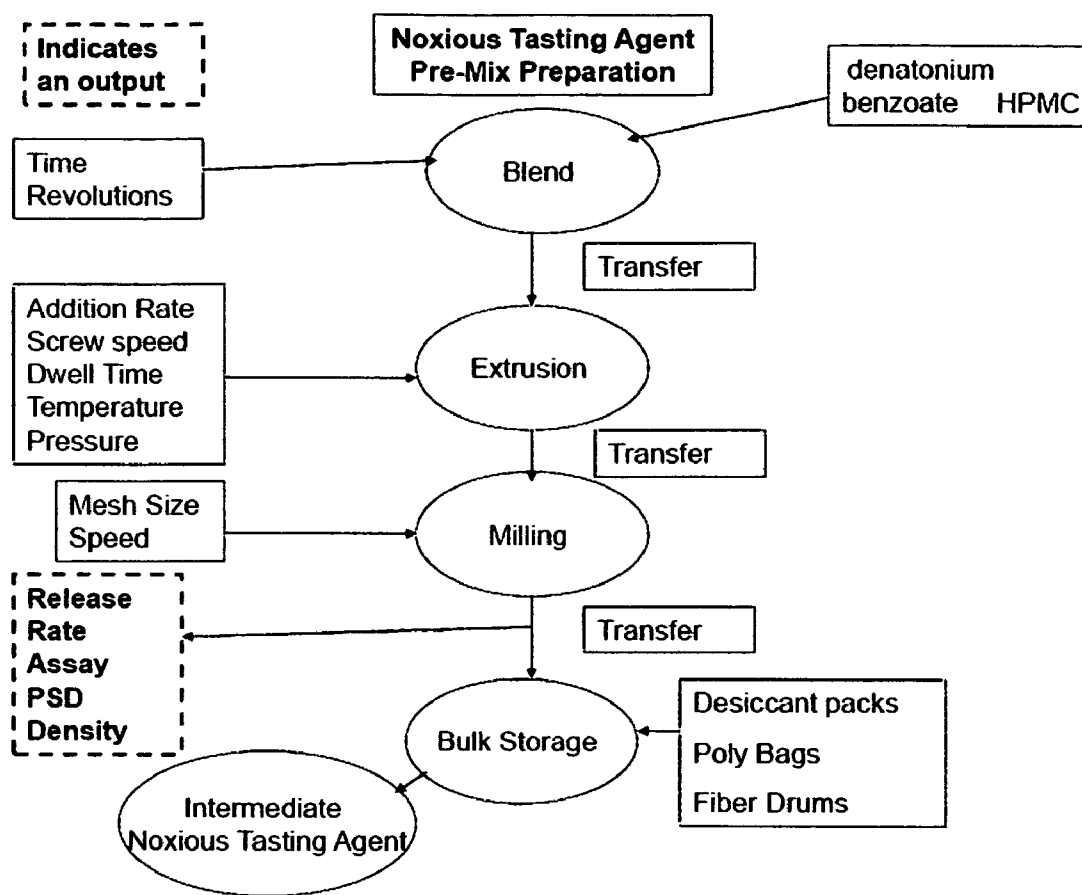 Indicates
an output
Noxious Tasting Agent
Pre-Mix Preparation
denatonium
benzoate HPMC
Time
Revolutions
Blend
Transfer
Addition Rate
Screw speed
Dwell Time
Temperature
Pressure
Extrusion
Transfer
Mesh Size
Speed
Milling
Release
Rate
Assay
PSD
Density
Transfer
Bulk Storage
Desiccant packs
Poly Bags
Fiber Drums
Intermediate
Noxious Tasting Agent